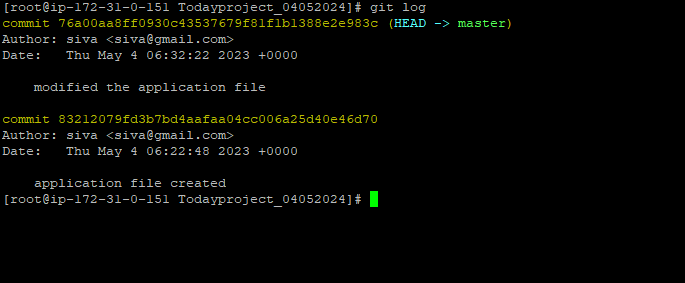 [root@ip-172-31-0-151 Todayproject_04052024]# git log
commit 76a00aa8ff0930c43537679f81f1b1388e2e983c (HEAD -> master)
Author: siva <siva@gmail.com>
Date:   Thu May 4 06:32:22 2023 +0000
    modified the application file
commit 83212079fd3b7bd4aafaa04cc006a25d40e46d70
Author: siva <siva@gmail.com>
Date:   Thu May 4 06:22:48 2023 +0000
    application file created
[root@ip-172-31-0-151 Todayproject_04052024]#